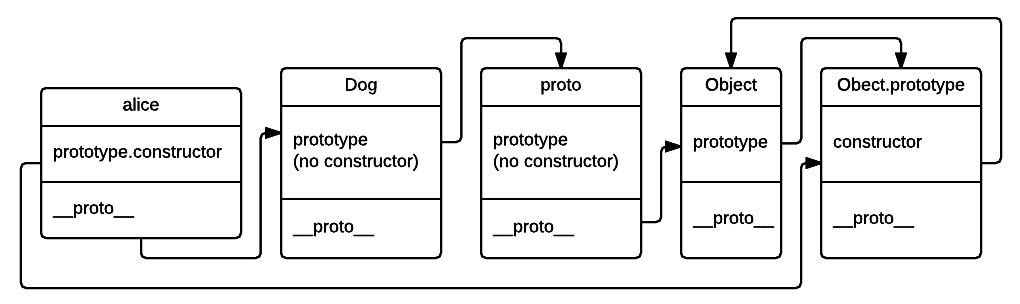 alice
prototype.constructor
__proto__
Dog
prototype
(no constructor)
__proto__
proto
prototype
(no constructor)
__proto__
Object
prototype
__proto__
Obect.prototype
constructor
__proto__